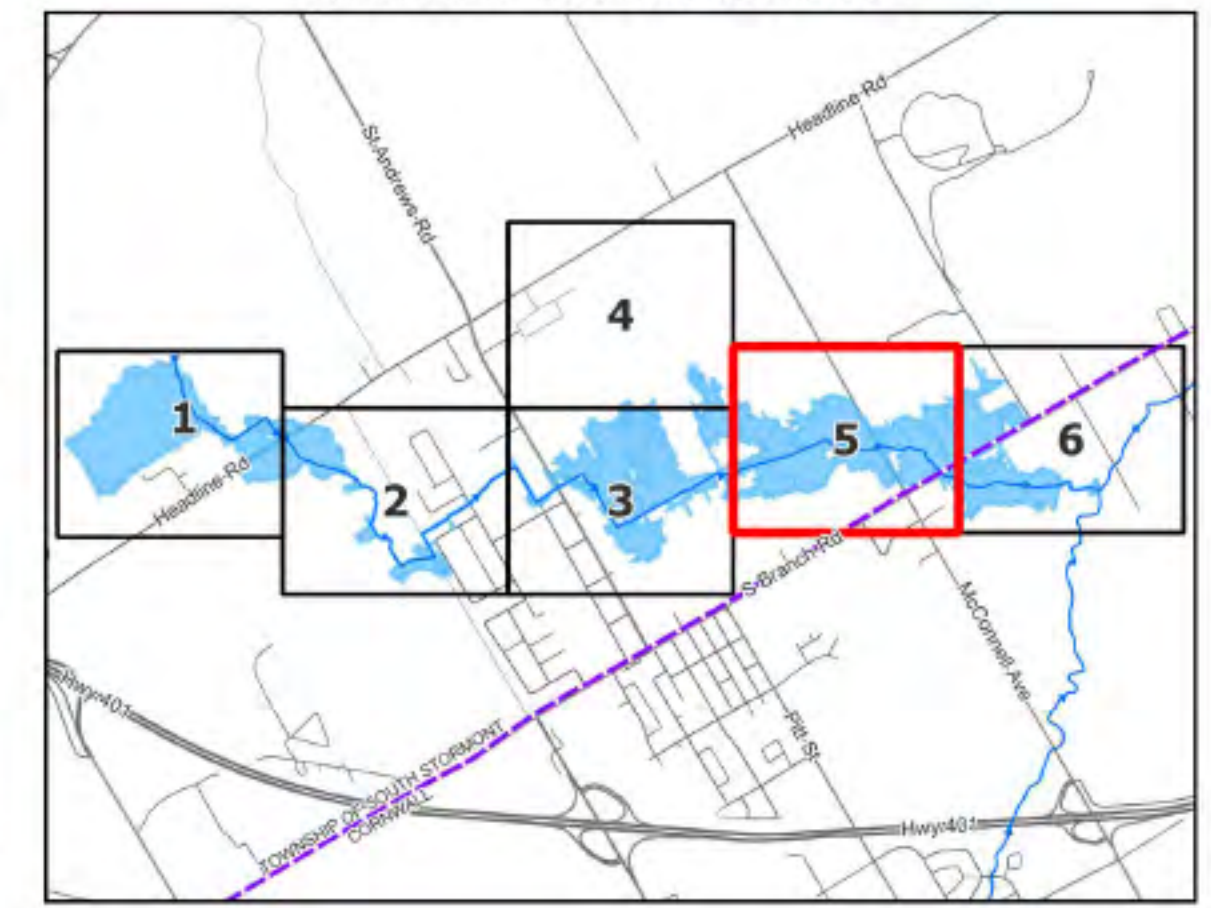 Headline Rd
St Andrews Rd
4
1
5
6
2
3
Headline Rd
S Branch Rd
McConnell Ave
Hwy 401
Pitt St
TOWNSHIP OF SOUTH STORMONT
CORNWALL
Hwy 401